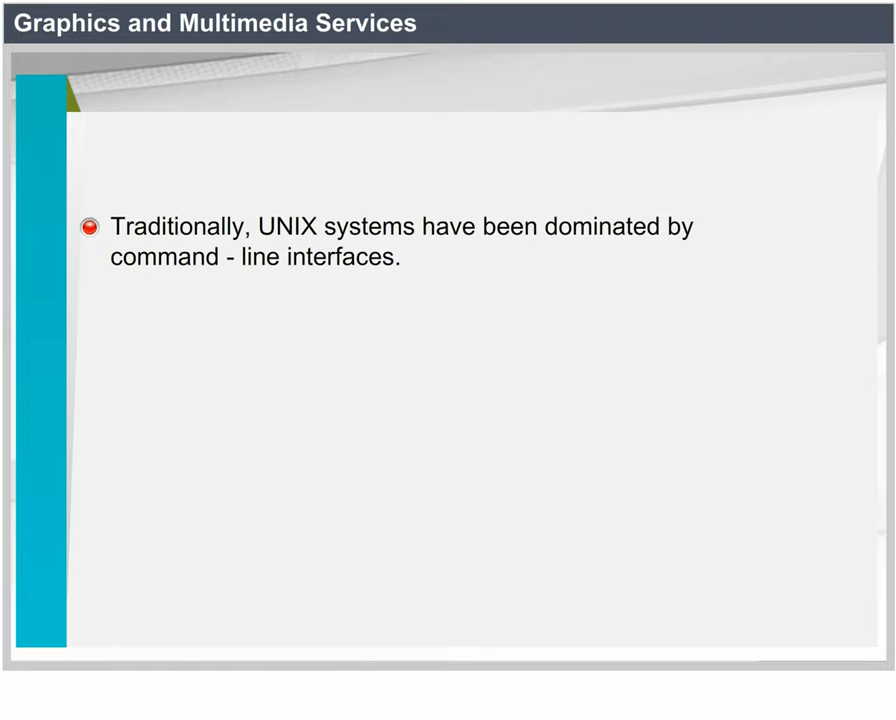 Graphics and Multimedia Services
Traditionally, UNIX systems have been dominated by
command - line interfaces.